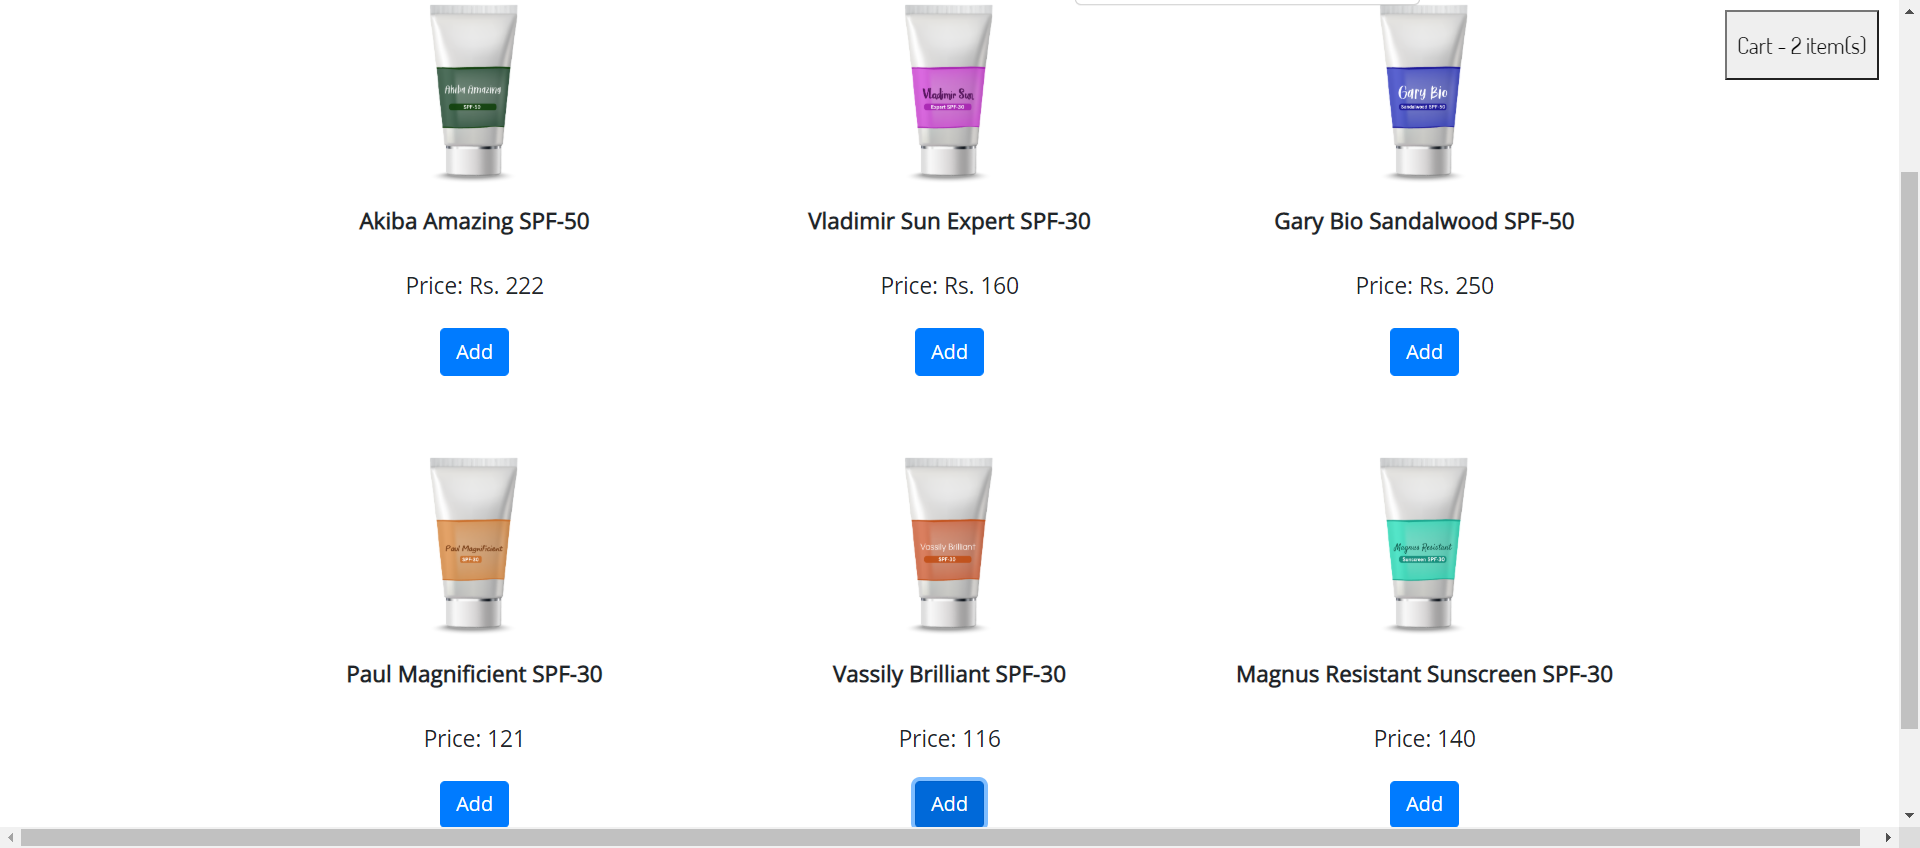 Cart - 2 item(s)
Akiba Amazing
SPF-50
Vladimir Sun
Expert SPF-30
Gary Bio
Sandalwood SPF-50
Akiba Amazing SPF-50
Vladimir Sun Expert SPF-30
Gary Bio Sandalwood SPF-50
Price: Rs. 222
Price: Rs. 160
Price: Rs. 250
Add
Add
Add
Paul Magnificient
SPF-30
Vassily Brilliant
SPF-30
Magnus Resistant
Sunscreen SPF-30
Paul Magnificient SPF-30
Vassily Brilliant SPF-30
Magnus Resistant Sunscreen SPF-30
Price: 121
Price: 116
Price: 140
Add
Add
Add